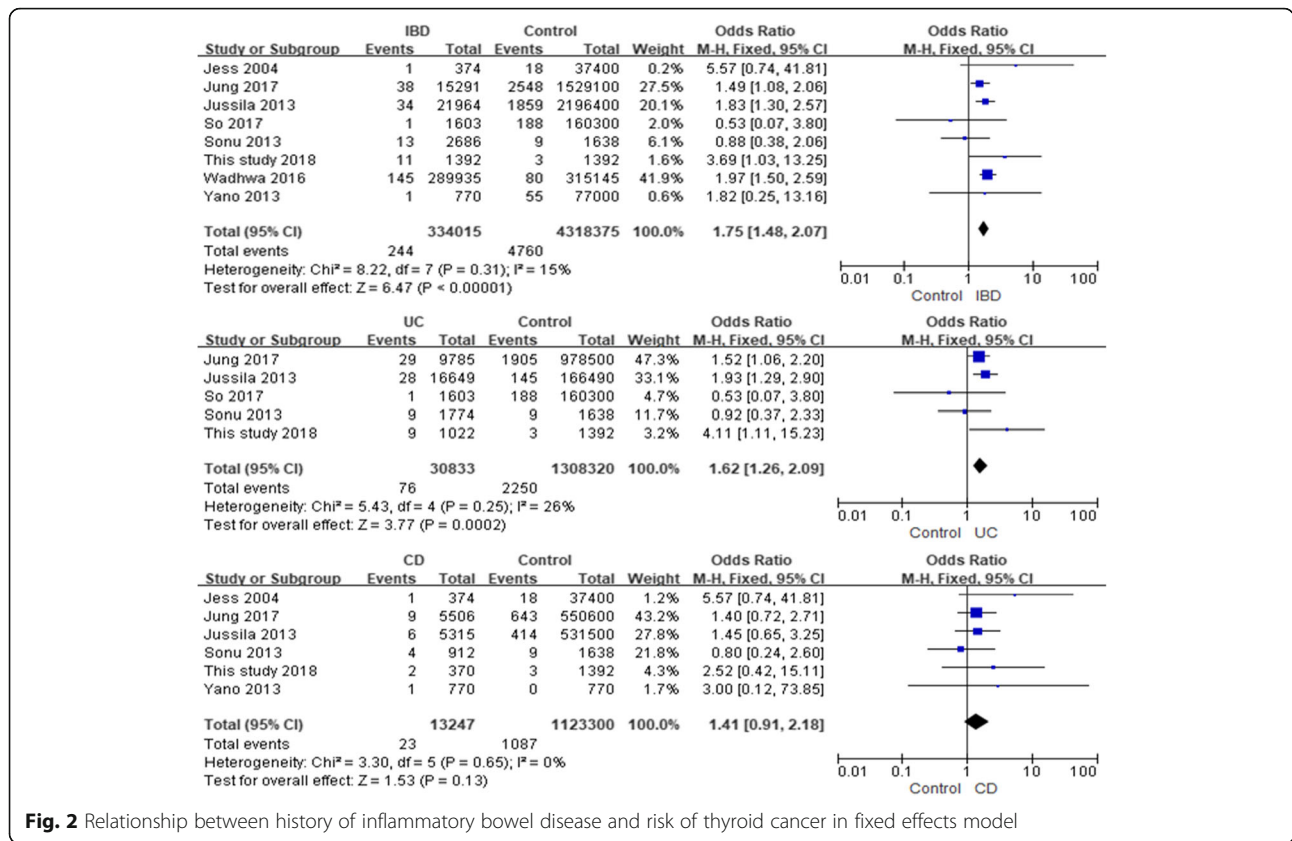 IBD Control Odds Ratio Odds Ratio
Study or Subgroup Events Total Events Total Weight M-H, Fixed, 95% CI M-H, Fixed, 95% CI
Jess 2004 1 374 18 37400 0.2% 5.57 [0.74, 41.81]
Jung 2017 38 15291 2548 1529100 27.5% 1.49 [1.08, 2.06]
Jussila 2013 34 21964 1859 2196400 20.1% 1.83 [1.30, 2.57]
So 2017 1 1603 188 160300 2.0% 0.53 [0.07, 3.80]
Sonu 2013 13 2686 9 1638 6.1% 0.88 [0.38, 2.06]
This study 2018 11 1392 3 1392 1.6% 3.69 [1.03, 13.25]
Wadhwa 2016 145 289935 80 315145 41.9% 1.97 [1.50, 2.59]
Yano 2013 1 770 55 77000 0.6% 1.82 [0.25, 13.16]
Total (95% CI) 334015 4318375 100.0% 1.75 [1.48, 2.07]
Total events 244 4760
Heterogeneity: Chi² = 8.22, df = 7 (P = 0.31); I² = 15%
Test for overall effect: Z = 6.47 (P < 0.00001)
0.01 0.1 1 10 100
Control IBD
UC Control Odds Ratio Odds Ratio
Study or Subgroup Events Total Events Total Weight M-H, Fixed, 95% CI M-H, Fixed, 95% CI
Jung 2017 29 9785 1905 978500 47.3% 1.52 [1.06, 2.20]
Jussila 2013 28 16649 145 166490 33.1% 1.93 [1.29, 2.90]
So 2017 1 1603 188 160300 4.7% 0.53 [0.07, 3.80]
Sonu 2013 9 1774 9 1638 11.7% 0.92 [0.37, 2.33]
This study 2018 9 1022 3 1392 3.2% 4.11 [1.11, 15.23]
Total (95% CI) 30833 1308320 100.0% 1.62 [1.26, 2.09]
Total events 76 2250
Heterogeneity: Chi² = 5.43, df = 4 (P = 0.25); I² = 26%
Test for overall effect: Z = 3.77 (P = 0.0002)
0.01 0.1 1 10 100
Control UC
CD Control Odds Ratio Odds Ratio
Study or Subgroup Events Total Events Total Weight M-H, Fixed, 95% CI M-H, Fixed, 95% CI
Jess 2004 1 374 18 37400 1.2% 5.57 [0.74, 41.81]
Jung 2017 9 5506 643 550600 43.2% 1.40 [0.72, 2.71]
Jussila 2013 6 5315 414 531500 27.8% 1.45 [0.65, 3.25]
Sonu 2013 4 912 9 1638 21.8% 0.80 [0.24, 2.60]
This study 2018 2 370 3 1392 4.3% 2.52 [0.42, 15.11]
Yano 2013 1 770 0 770 1.7% 3.00 [0.12, 73.85]
Total (95% CI) 13247 1123300 100.0% 1.41 [0.91, 2.18]
Total events 23 1087
Heterogeneity: Chi² = 3.30, df = 5 (P = 0.65); I² = 0%
Test for overall effect: Z = 1.53 (P = 0.13)
0.01 0.1 1 10 100
Control CD
Fig. 2 Relationship between history of inflammatory bowel disease and risk of thyroid cancer in fixed effects model